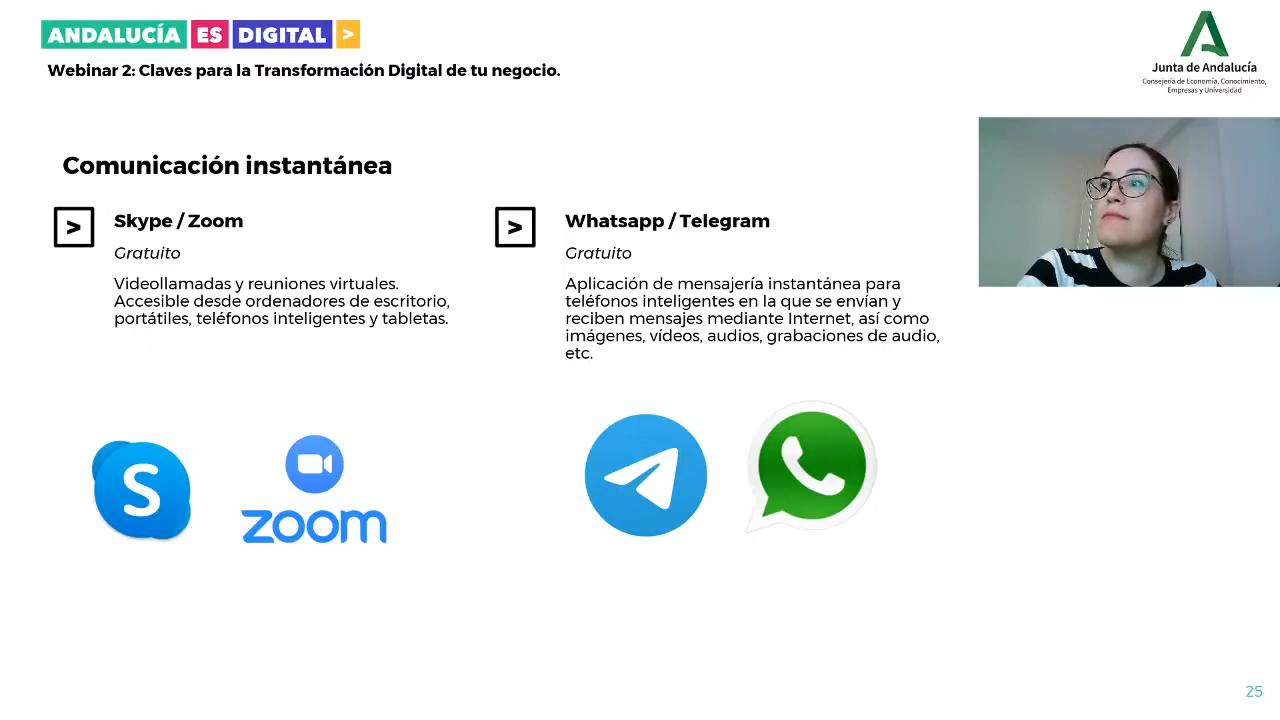 ANDALUCÍA ES DIGITAL >
Webinar 2: Claves para la Transformación Digital de tu negocio.
Junta de Andalucía
Consejería de Economía, Conocimiento,
Empresas y Universidad
Comunicación instantánea
> Skype / Zoom
Gratuito
Videollamadas y reuniones virtuales.
Accesible desde ordenadores de escritorio,
portátiles, teléfonos inteligentes y tabletas.
> Whatsapp / Telegram
Gratuito
Aplicación de mensajería instantánea para
teléfonos inteligentes en la que se envían y
reciben mensajes mediante Internet, así como
imágenes, vídeos, audios, grabaciones de audio,
etc.
S
zoom
25